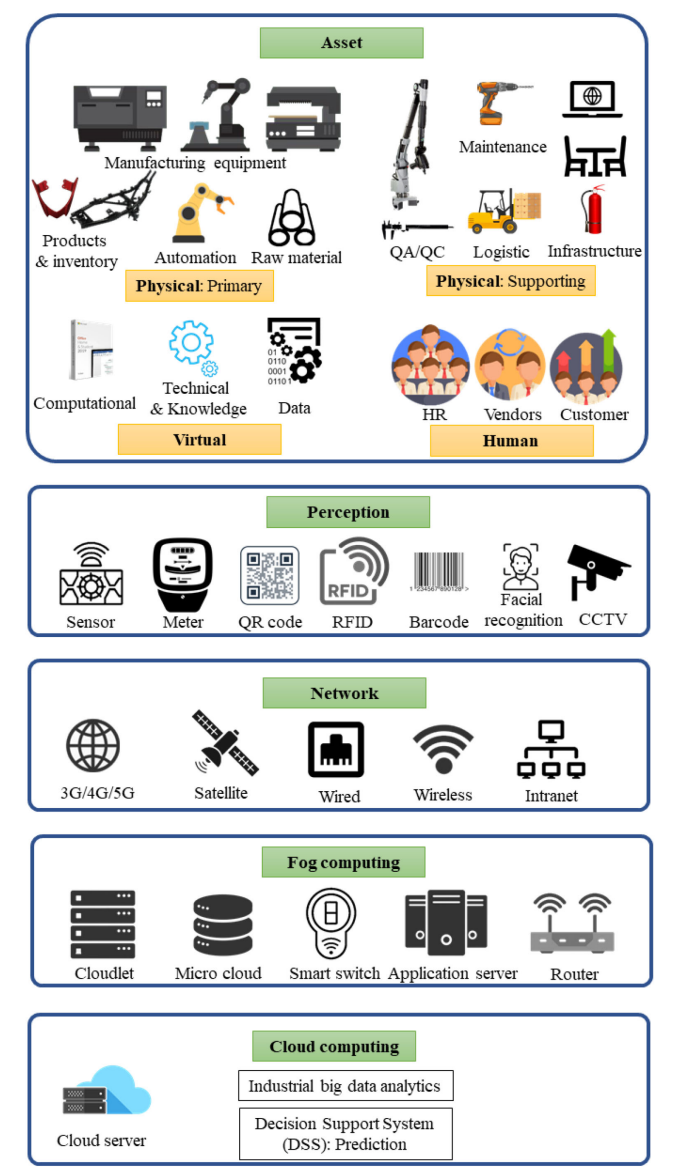 Asset
Manufacturing equipment
Maintenance
Products
& inventory
Automation
Raw material
QA/QC
Logistic
Infrastructure
Physical: Primary
Physical: Supporting
Computational
Technical
& Knowledge
01
0110
0001
01101
Data
HR
Vendors
Customer
Virtual
Human
Perception
Sensor
Meter
QR code
RFID
RFID
1"234567"890128">
Barcode
Facial
recognition
CCTV
Network
3G/4G/5G
Satellite
Wired
Wireless
Intranet
Fog computing
Cloudlet
Micro cloud
Smart switch
Application server
Router
Cloud computing
Industrial big data analytics
Cloud server
Decision Support System
(DSS): Prediction